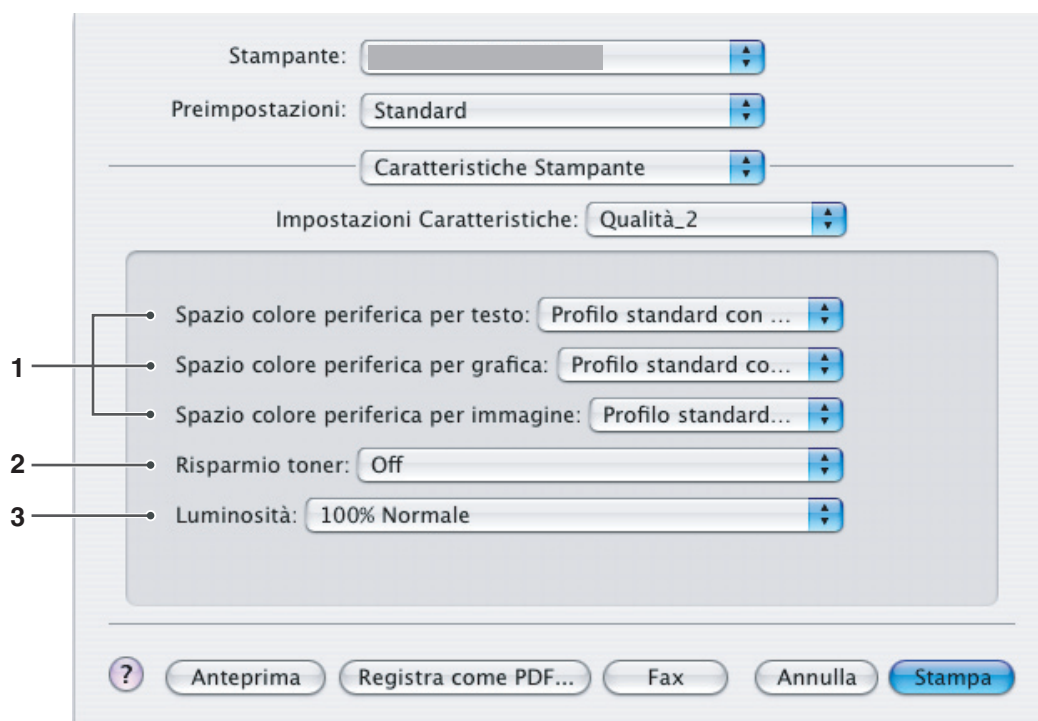 Stampante:
Preimpostazioni: Standard
Caratteristiche Stampante
Impostazioni Caratteristiche: Qualità_2
Spazio colore periferica per testo: Profilo standard con ...
1 Spazio colore periferica per grafica: Profilo standard co...
Spazio colore periferica per immagine: Profilo standard...
2 Risparmio toner: Off
3 Luminosità: 100% Normale
? Anteprima Registra come PDF... Fax Annulla Stampa